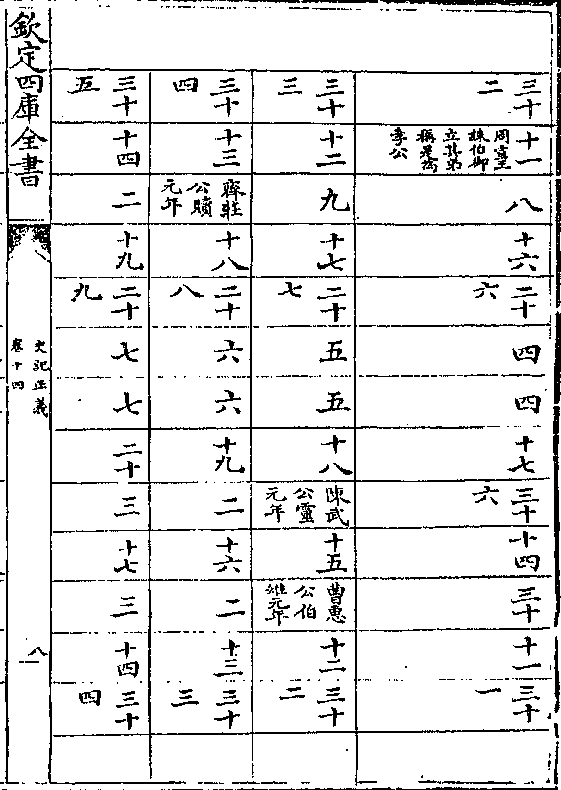 三十二
十一
周宣王
誅伯御
立其弟
稱是為
孝公
八
十六
二十六
四
四
十七
三十六
十四
三十
十一
三十一
三十三
十二
九
十七
二十七
五
五
十八
陳武
公靈
元年
十五
曹惠
公伯
雉元年
十二
三十二
三十四
十三
齊莊
公贖
元年
十八
二十八
六
六
十九
二
十六
二
十三
三十三
三十五
十四
二
十九
二十九
七
七
二十
三
十七
三
十四
三十四
欽定四庫全書
史記正義
卷十四
八